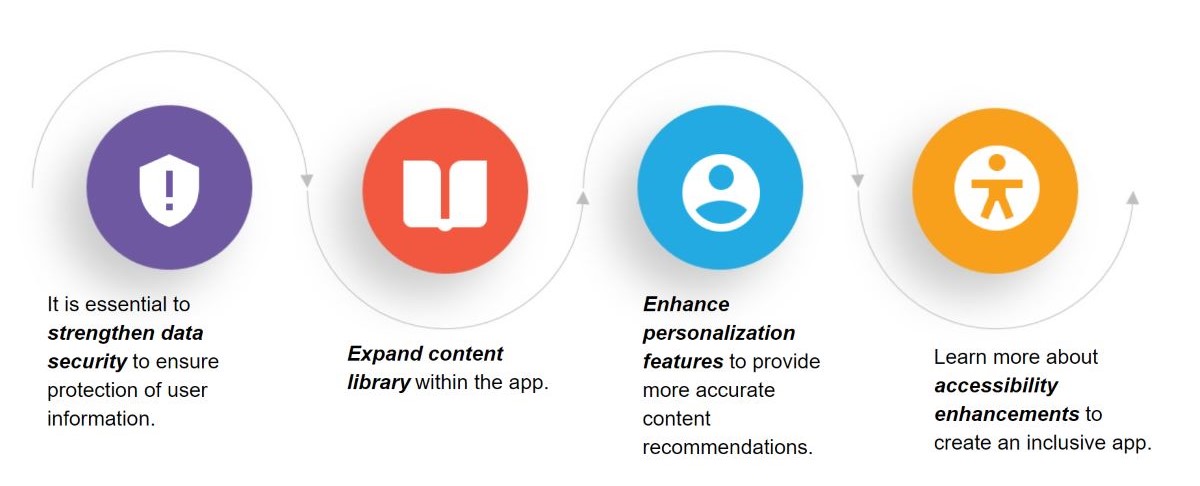 It is essential to
strengthen data
security to ensure
protection of user
information.
Expand content
library within the app.
Enhance
personalization
features to provide
more accurate
content
recommendations.
Learn more about
accessibility
enhancements to
create an inclusive app.